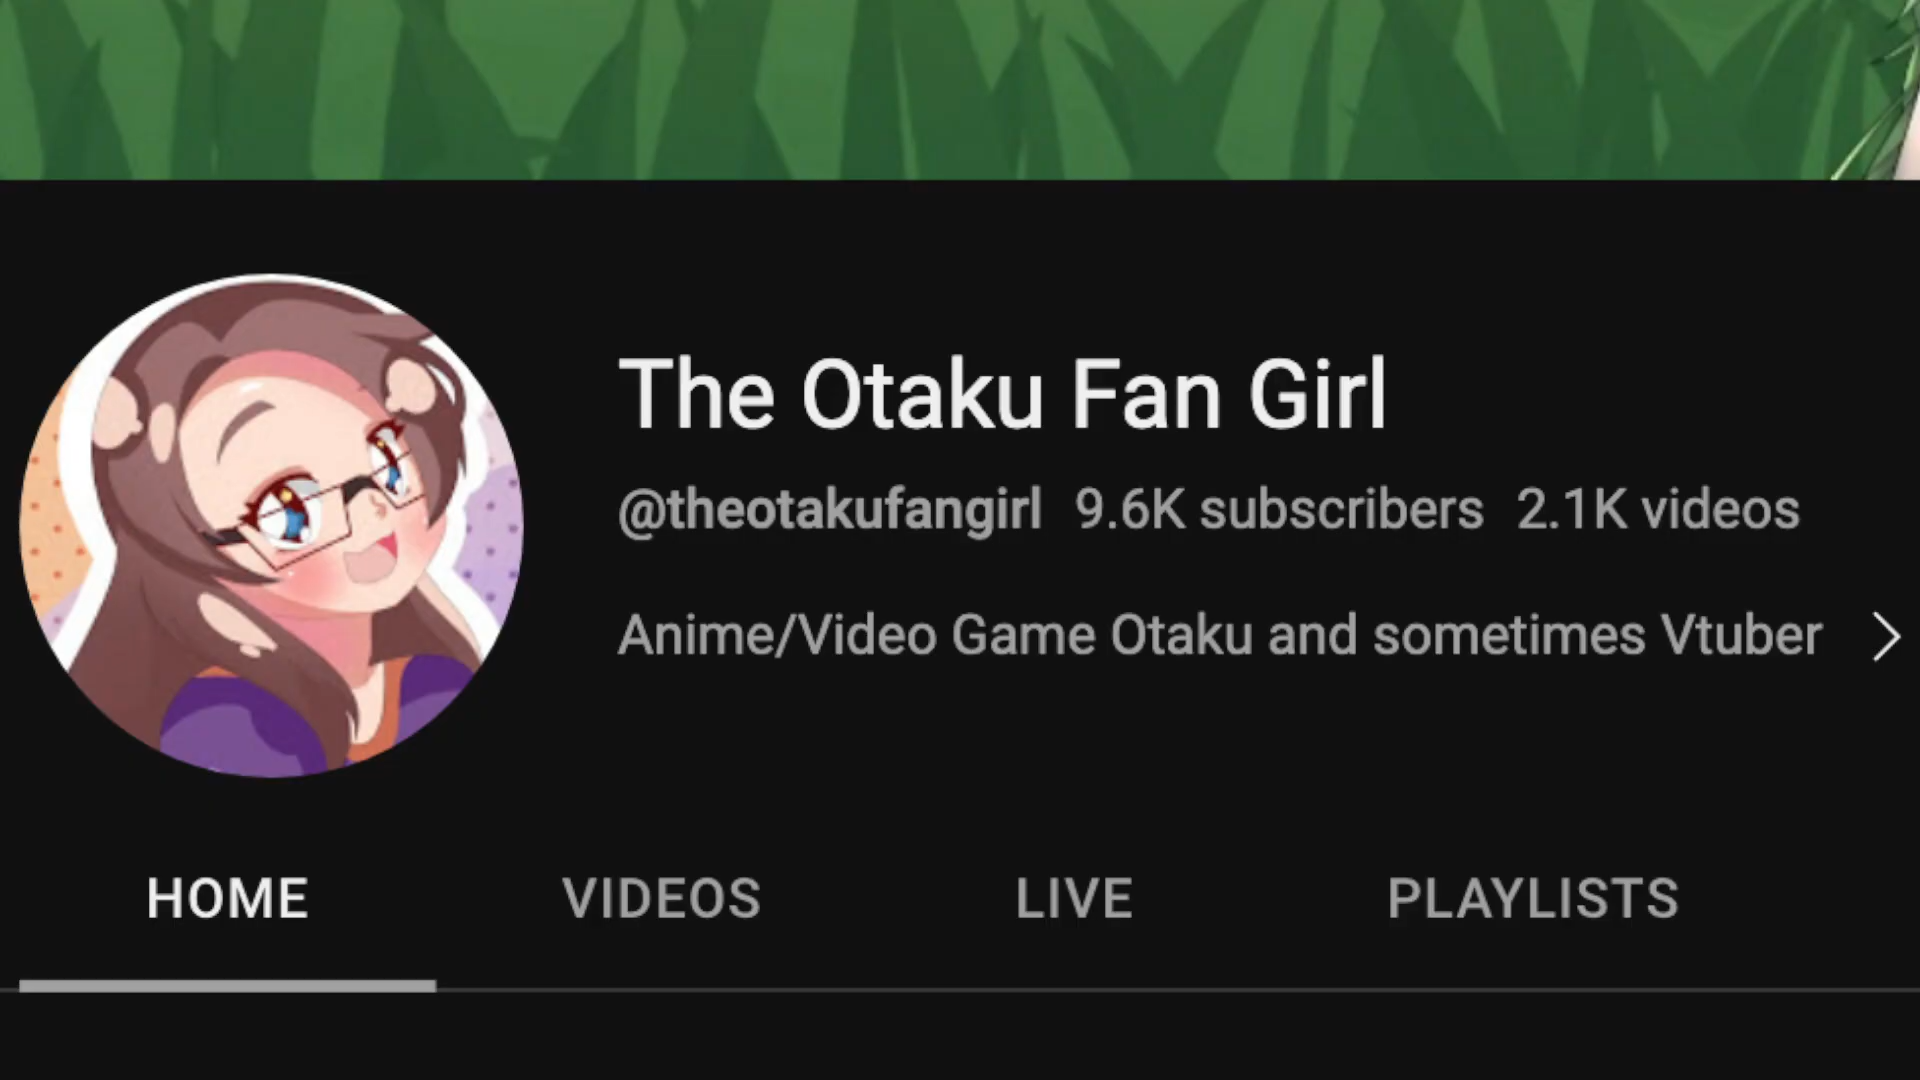 The Otaku Fan Girl
@theotakufangirl 9.6K subscribers 2.1K videos
Anime/Video Game Otaku and sometimes Vtuber
HOME VIDEOS LIVE PLAYLISTS